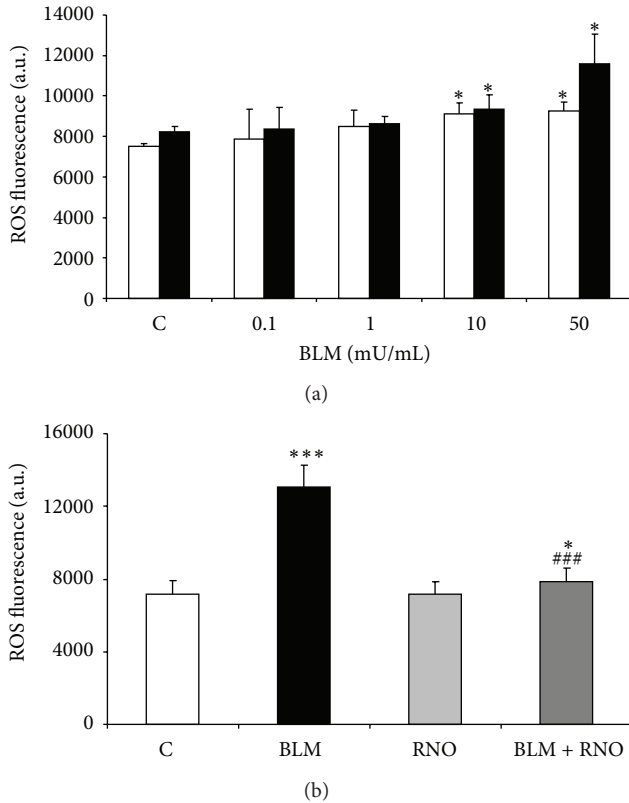 ROS fluorescence (a.u.)
14000
12000
10000
8000
6000
4000
2000
0
* * * *
C 0.1 1 10 50
BLM (mU/mL)
(a)
ROS fluorescence (a.u.)
16000
12000
8000
4000
0
***
*
###
C BLM RNO BLM + RNO
(b)